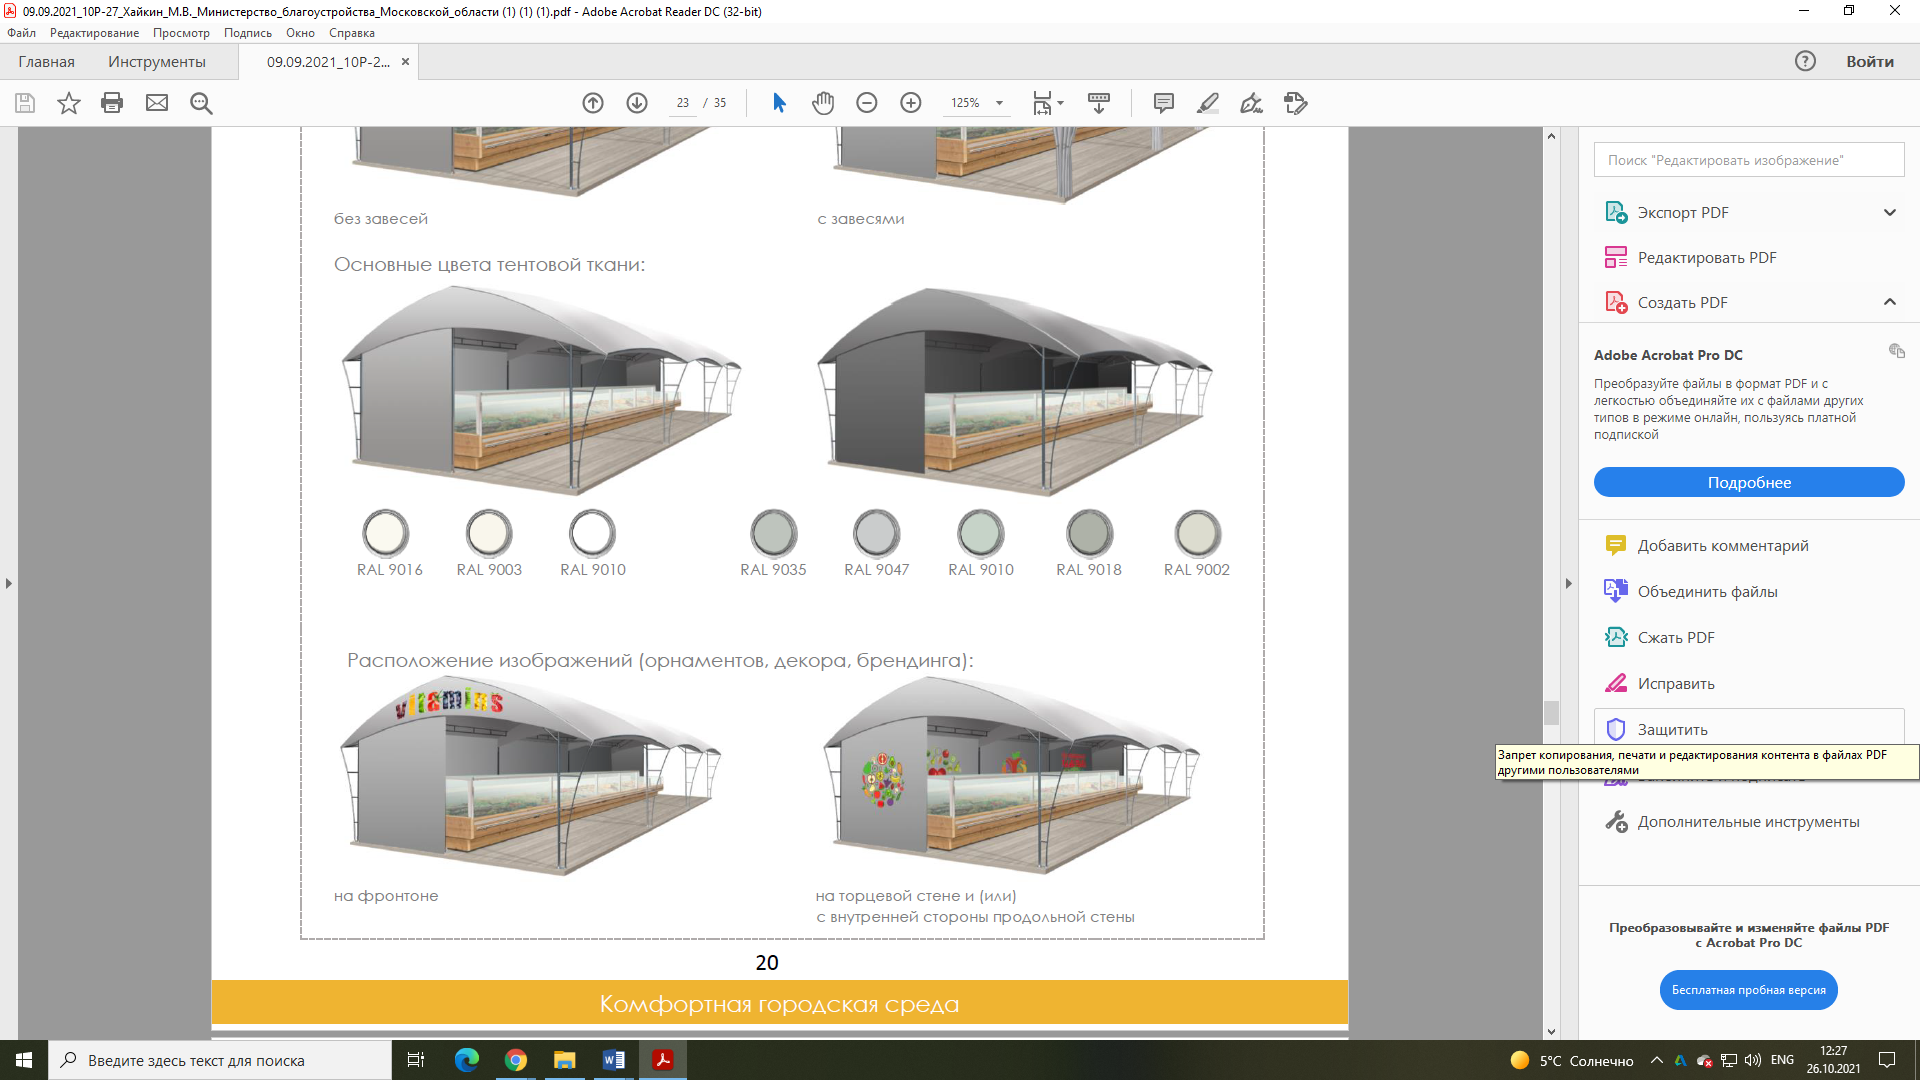 09.09.2021_10Р-27_Хайкин_М.В._Министерство_благоустройства_Московской_области (1) (1) (1).pdf - Adobe Acrobat Reader DC (32-bit)
Файл Редактирование Просмотр Подпись Окно Справка
Главная Инструменты 09.09.2021_10Р-2... × Войти
23 / 35 125%
без завесей
с завесями
Основные цвета тентовой ткани:
RAL 9016 RAL 9003 RAL 9010 RAL 9035 RAL 9047 RAL 9010 RAL 9018 RAL 9002
Расположение изображений (орнаментов, декора, брендинга):
vitamins
на фронтоне
на торцевой стене и (или)
с внутренней стороны продольной стены
20
Комфортная городская среда
Поиск "Редактировать изображение"
Экспорт PDF
Редактировать PDF
Создать PDF
Adobe Acrobat Pro DC
Преобразуйте файлы в формат PDF и с
легкостью объединяйте их с файлами других
типов в режиме онлайн, пользуясь платной
подпиской
Подробнее
Добавить комментарий
Объединить файлы
Сжать PDF
Исправить
Защитить
Запрет копирования, печати и редактирования контента в файлах PDF
другими пользователями
Дополнительные инструменты
Преобразовывайте и изменяйте файлы PDF
с Acrobat Pro DC
Бесплатная пробная версия
Введите здесь текст для поиска
5°C Солнечно ENG
12:27
26.10.2021